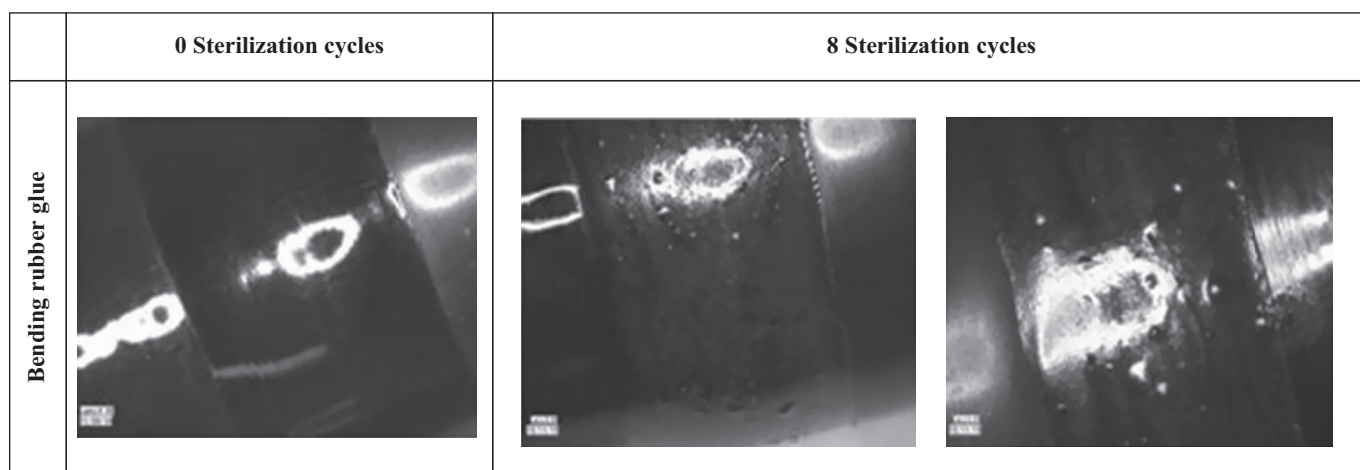 0 Sterilization cycles
8 Sterilization cycles
Bending rubber glue